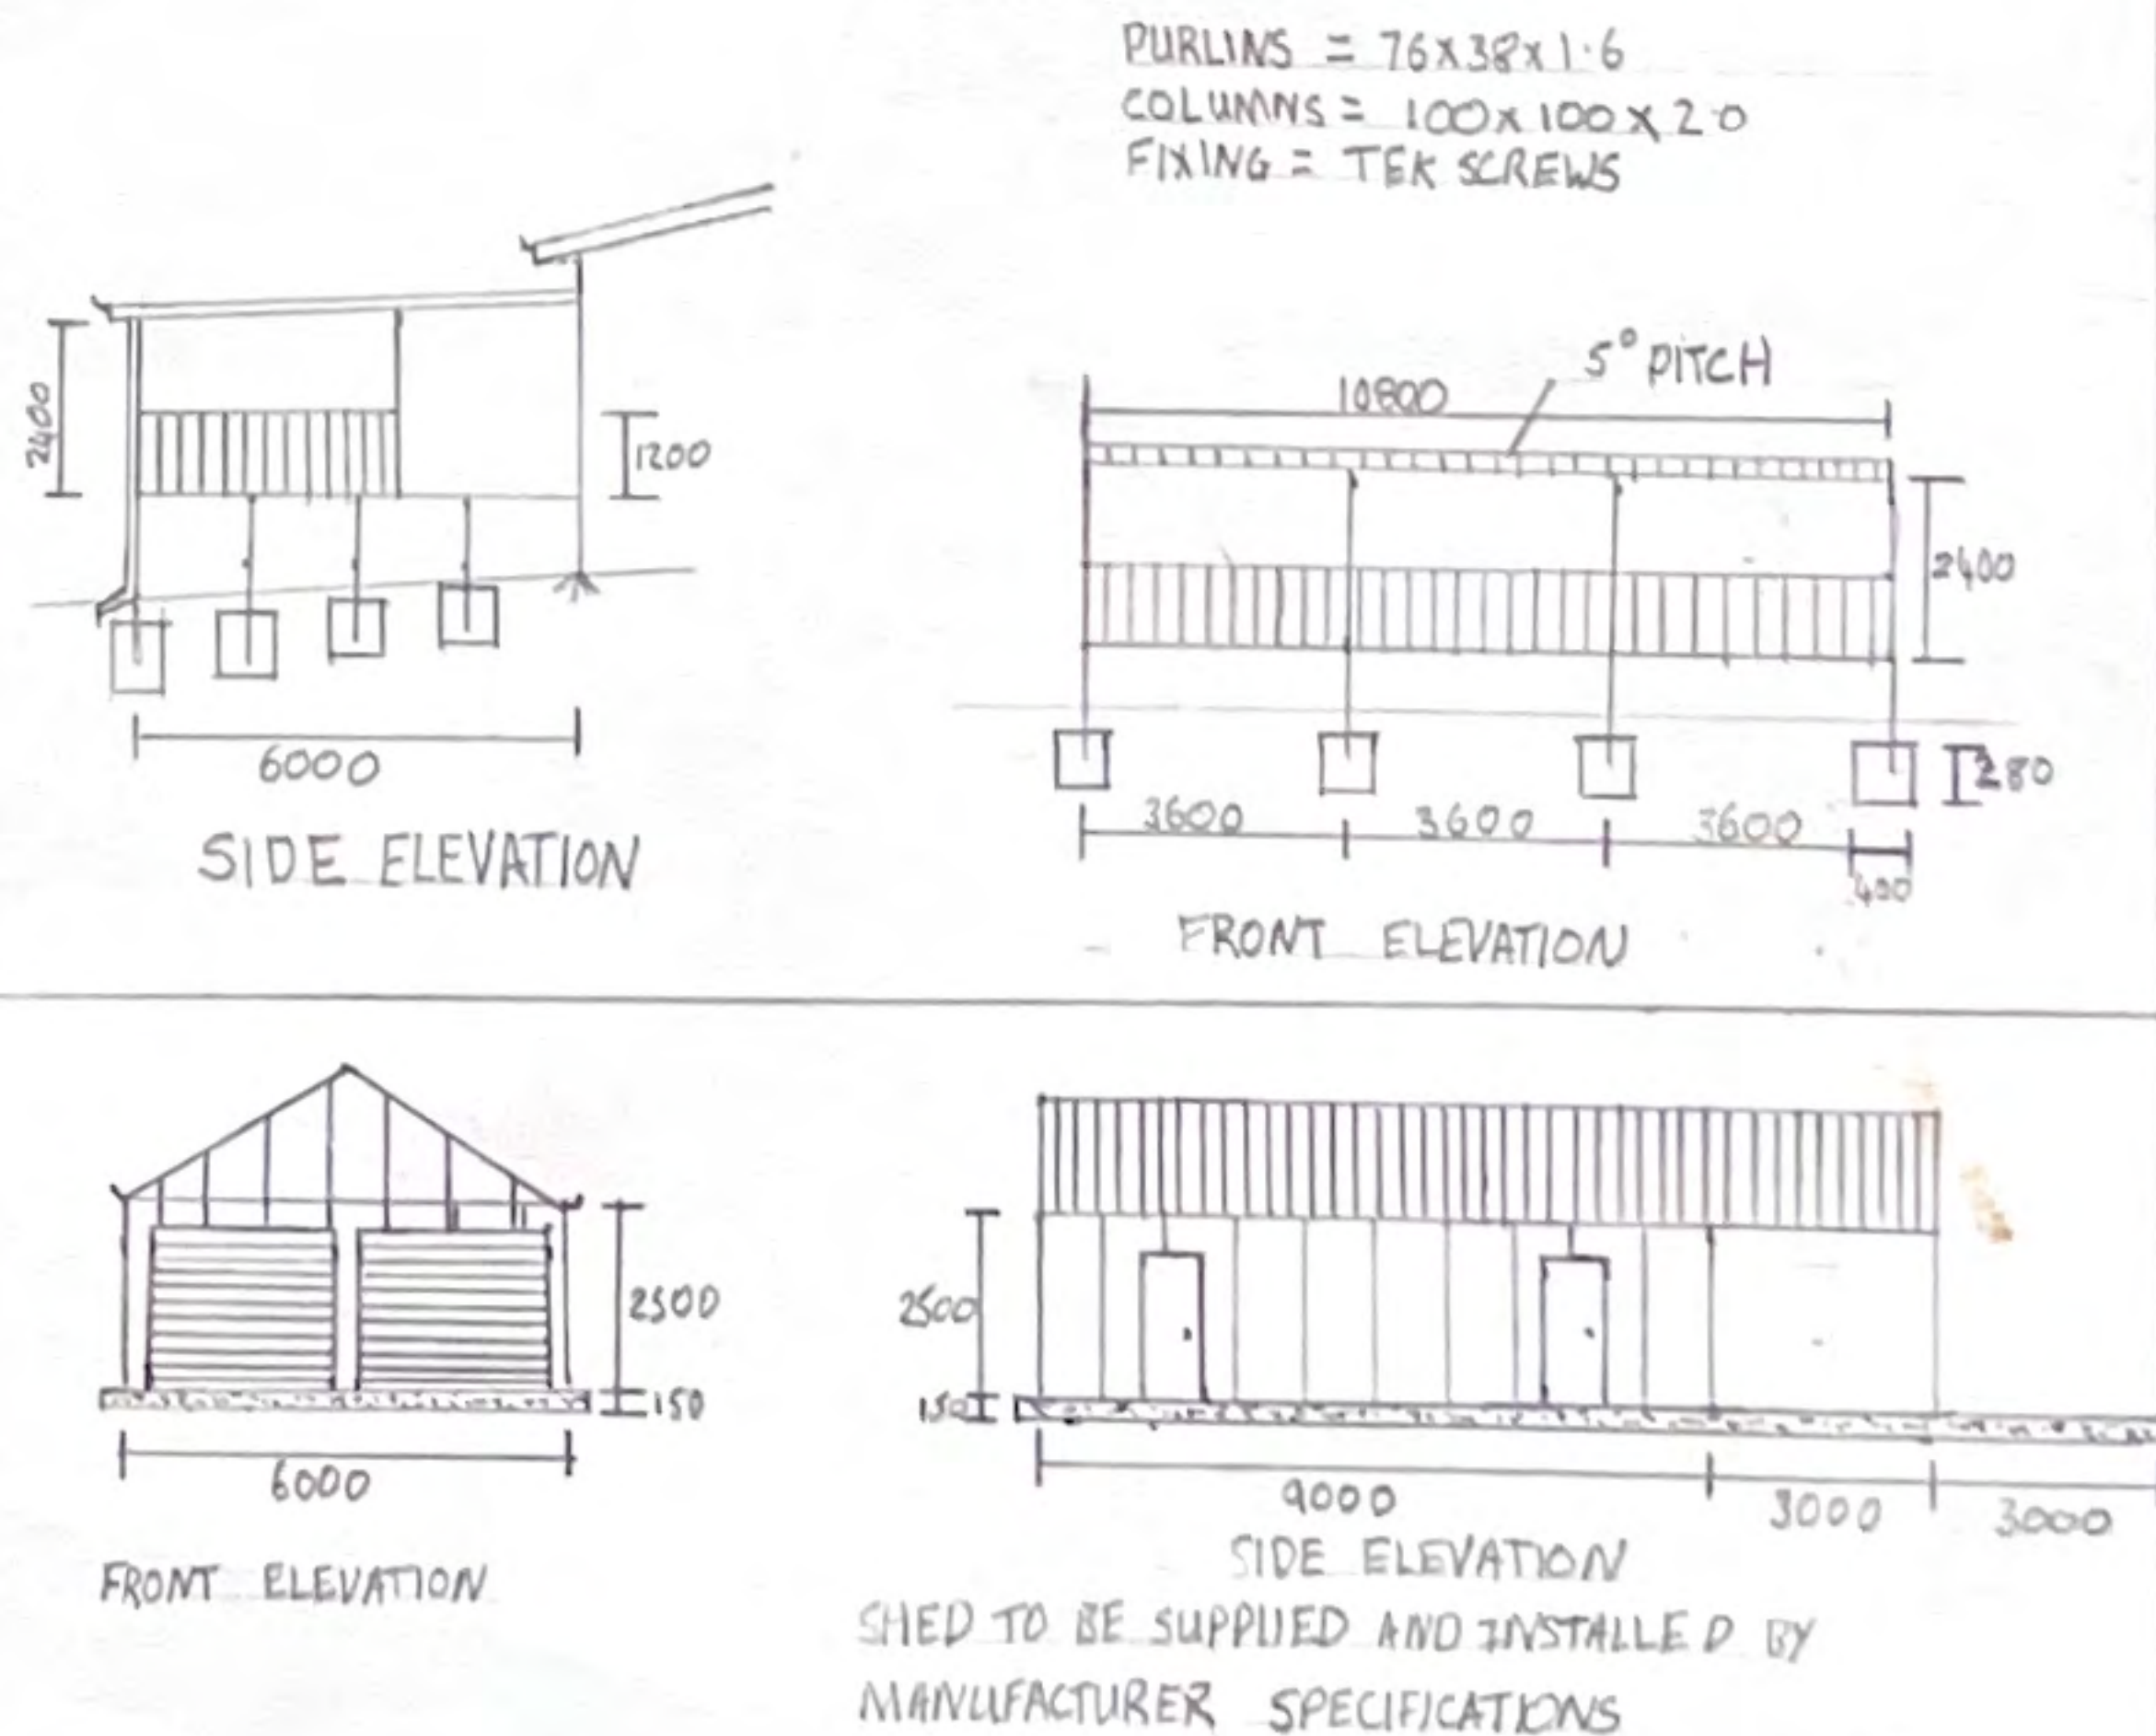 PURLINS = 76x38x1.6
COLUMNS = 100x100x2.0
FIXING = TEK SCREWS
2400
1200
6000
SIDE ELEVATION
5° PITCH
10800
2400
280
3600
3600
3600
400
FRONT ELEVATION
2500
150
6000
FRONT ELEVATION
2500
150
9000
3000
3000
SIDE ELEVATION
SHED TO BE SUPPLIED AND INSTALLED BY
MANUFACTURER SPECIFICATIONS